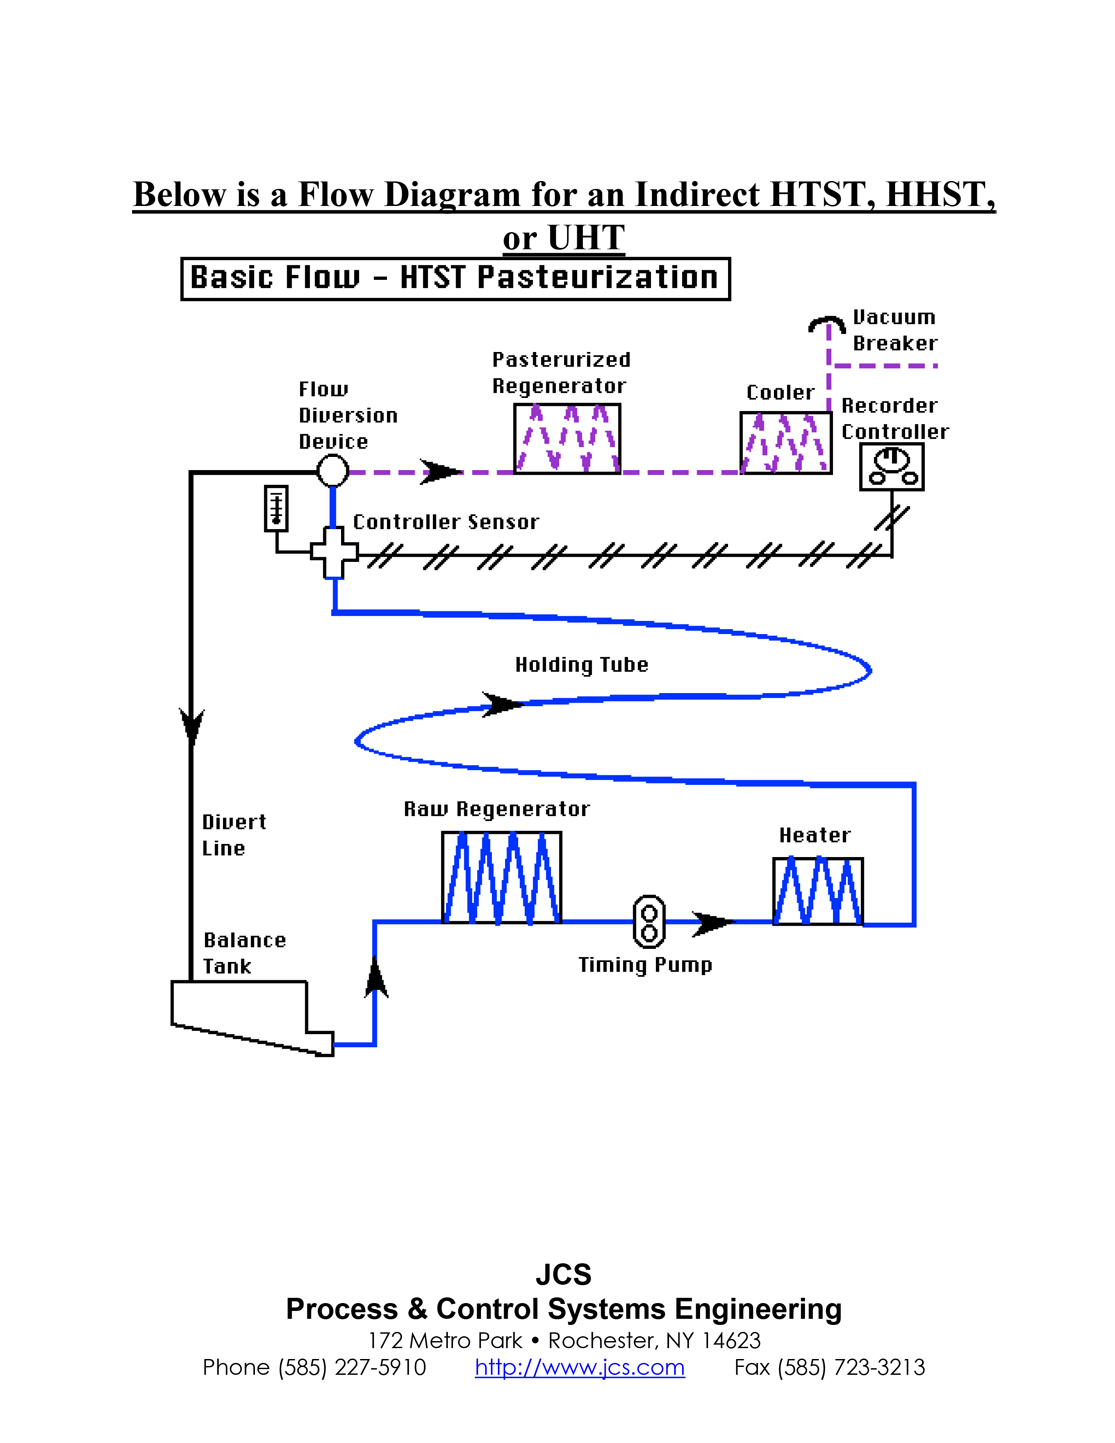 Below is a Flow Diagram for an Indirect HTST, HHST,
or UHT
Basic Flow - HTST Pasteurization
Vacuum
Breaker
Pasterurized
Regenerator
Flow
Diversion
Device
Cooler
Recorder
Controller
Controller Sensor
Holding Tube
Raw Regenerator
Heater
Divert
Line
Balance
Tank
Timing Pump
JCS
Process & Control Systems Engineering
172 Metro Park • Rochester, NY 14623
Phone (585) 227-5910 http://www.jcs.com Fax (585) 723-3213